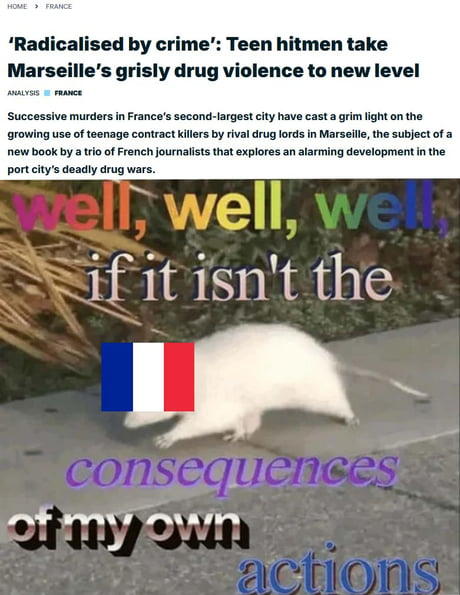 HOME > FRANCE
‘Radicalised by crime’: Teen hitmen take
Marseille’s grisly drug violence to new level
ANALYSIS FRANCE
Successive murders in France’s second-largest city have cast a grim light on the
growing use of teenage contract killers by rival drug lords in Marseille, the subject of a
new book by a trio of French journalists that explores an alarming development in the
port city’s deadly drug wars.
well, well, well,
if it isn't the
consequences
of my own
actions